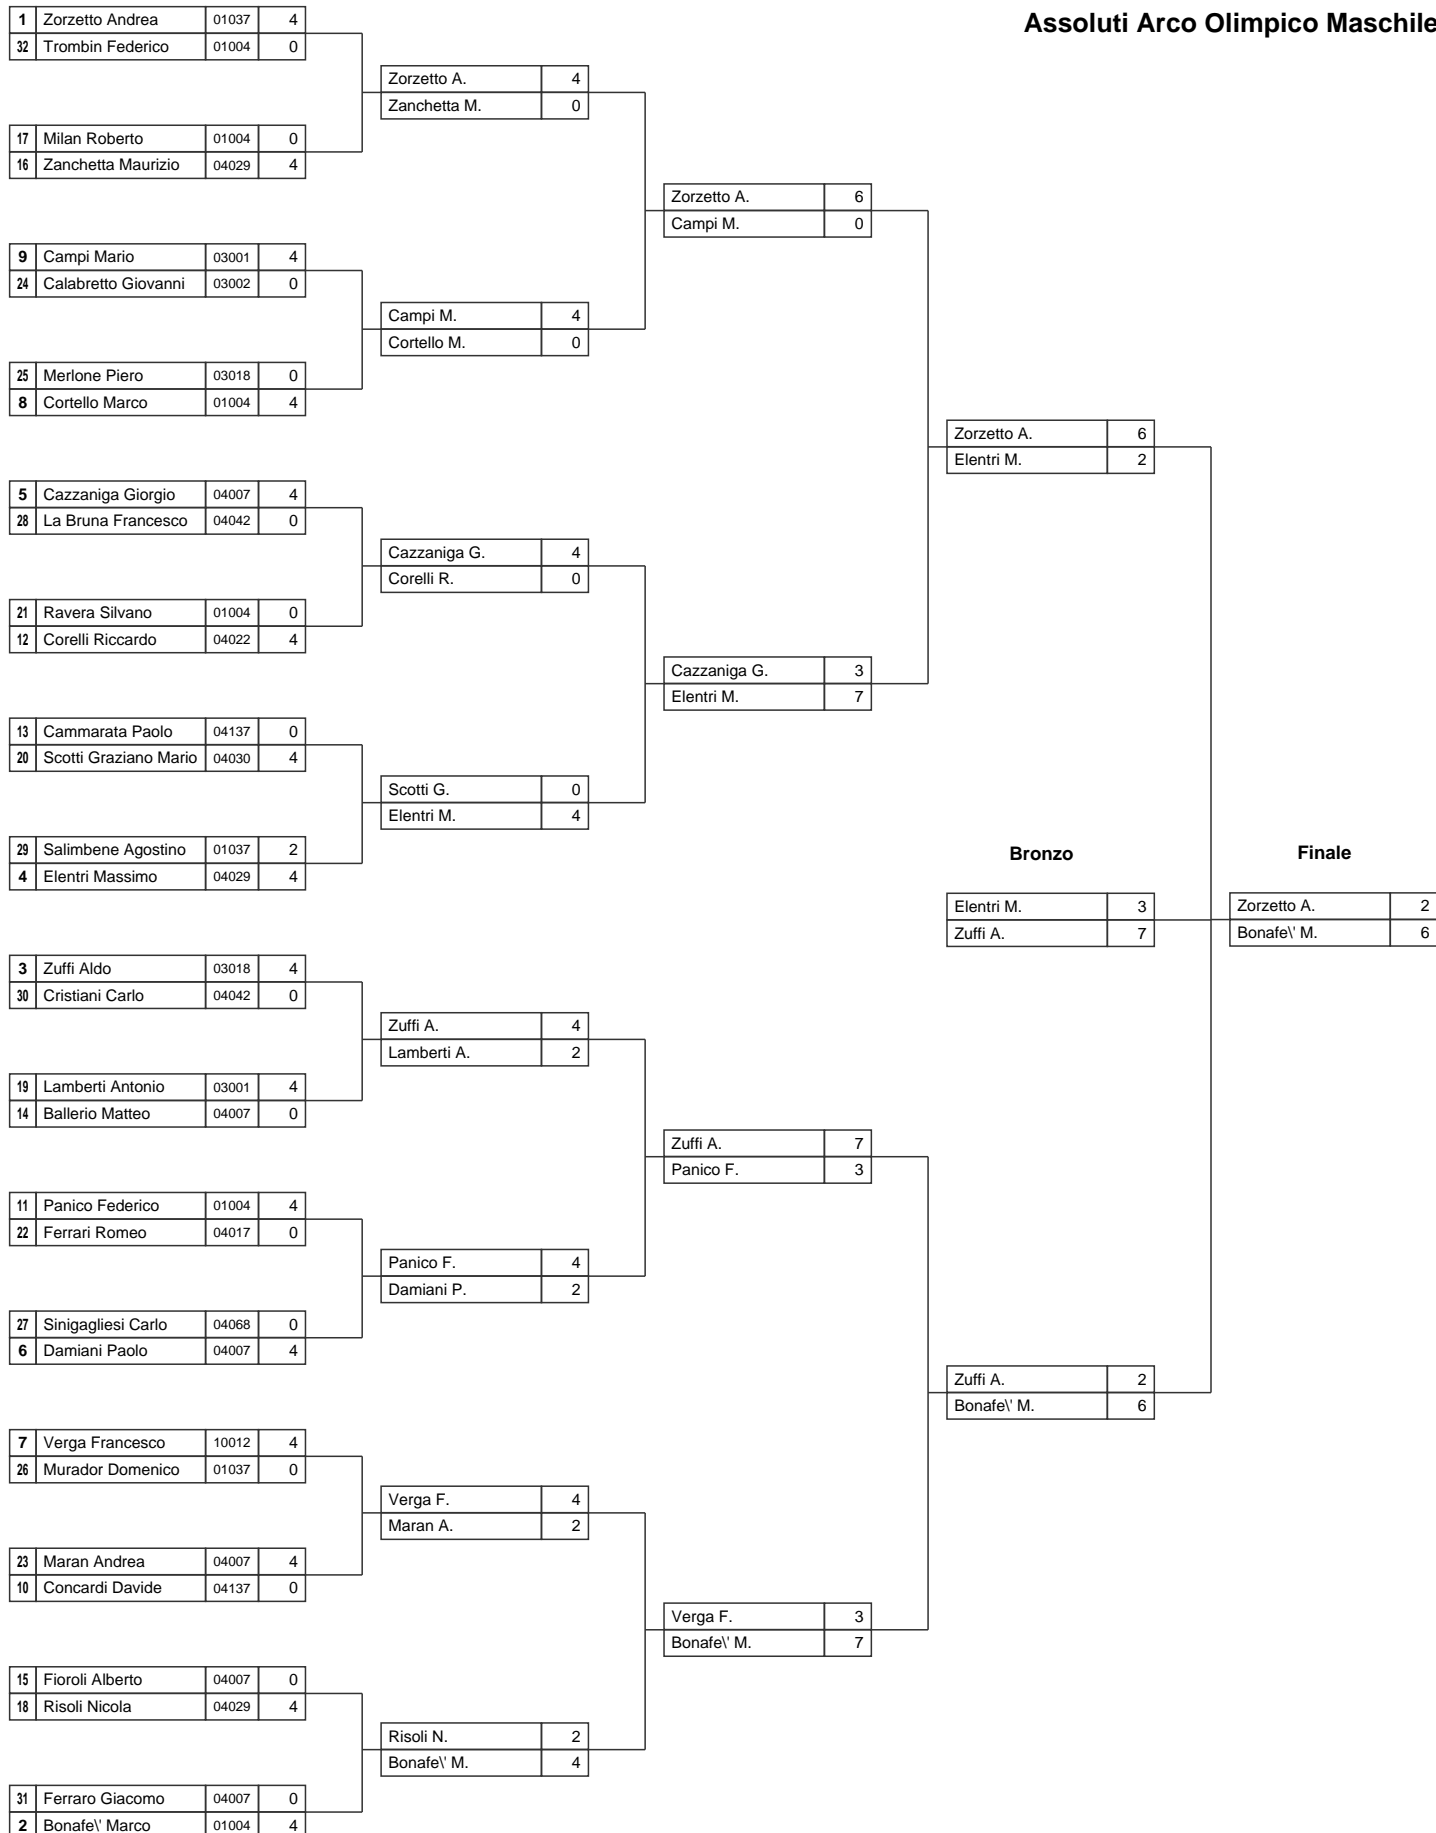 Assoluti Arco Olimpico Maschile
1 Zorzetto Andrea 01037 4
32 Trombin Federico 01004 0
17 Milan Roberto 01004 0
16 Zanchetta Maurizio 04029 4
9 Campi Mario 03001 4
24 Calabretto Giovanni 03002 0
25 Merlone Piero 03018 0
8 Cortello Marco 01004 4
5 Cazzaniga Giorgio 04007 4
28 La Bruna Francesco 04042 0
21 Ravera Silvano 01004 0
12 Corelli Riccardo 04022 4
13 Cammarata Paolo 04137 0
20 Scotti Graziano Mario 04030 4
29 Salimbene Agostino 01037 2
4 Elentri Massimo 04029 4
3 Zuffi Aldo 03018 4
30 Cristiani Carlo 04042 0
19 Lamberti Antonio 03001 4
14 Ballerio Matteo 04007 0
11 Panico Federico 01004 4
22 Ferrari Romeo 04017 0
27 Sinigagliesi Carlo 04068 0
6 Damiani Paolo 04007 4
7 Verga Francesco 10012 4
26 Murador Domenico 01037 0
23 Maran Andrea 04007 4
10 Concardi Davide 04137 0
15 Fioroli Alberto 04007 0
18 Risoli Nicola 04029 4
31 Ferraro Giacomo 04007 0
2 Bonafe\' Marco 01004 4
Zorzetto A. 4
Zanchetta M. 0
Campi M. 4
Cortello M. 0
Cazzaniga G. 4
Corelli R. 0
Scotti G. 0
Elentri M. 4
Zuffi A. 4
Lamberti A. 2
Panico F. 4
Damiani P. 2
Verga F. 4
Maran A. 2
Risoli N. 2
Bonafe\' M. 4
Zorzetto A. 6
Campi M. 0
Cazzaniga G. 3
Elentri M. 7
Zuffi A. 7
Panico F. 3
Verga F. 3
Bonafe\' M. 7
Zorzetto A. 6
Elentri M. 2
Zuffi A. 2
Bonafe\' M. 6
Bronzo
Elentri M. 3
Zuffi A. 7
Finale
Zorzetto A. 2
Bonafe\' M. 6